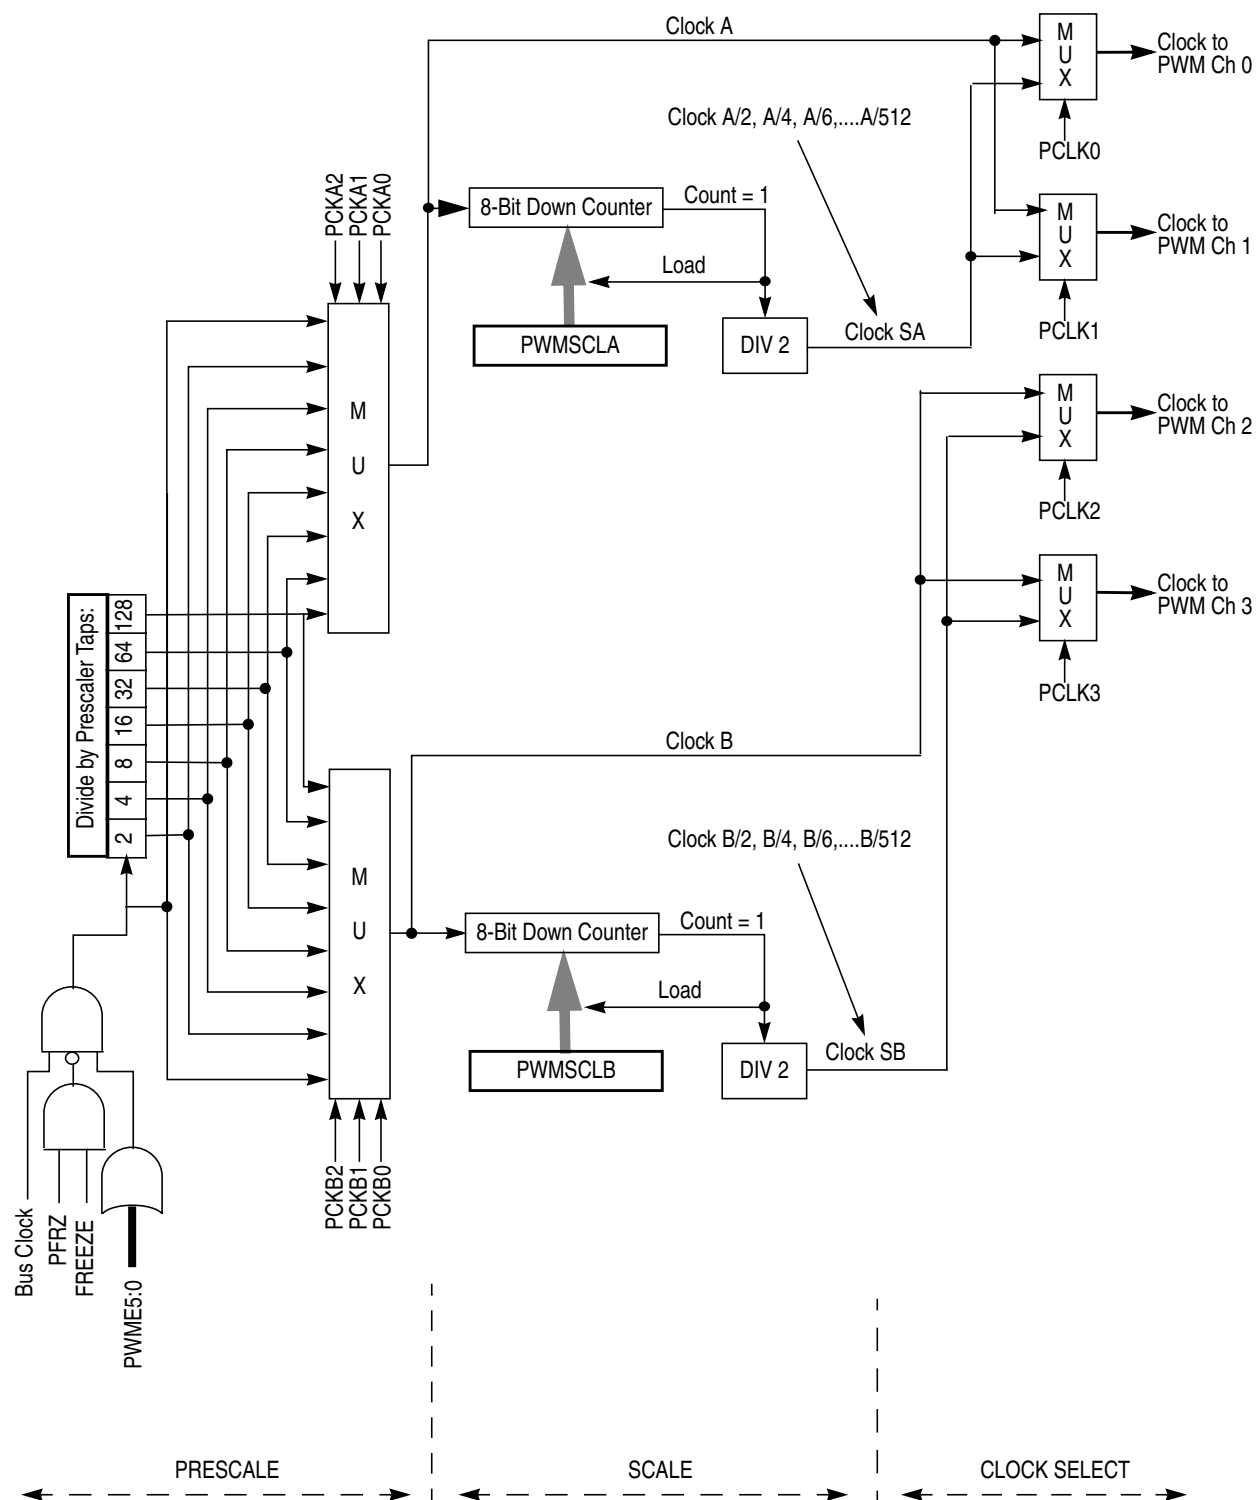 Clock A
M
U
X
Clock to
PWM Ch 0
PCLK0
Clock A/2, A/4, A/6,....A/512
PCKA2
PCKA1
PCKA0
8-Bit Down Counter
Count = 1
Load
PWMSCLA
DIV 2
Clock SA
M
U
X
Clock to
PWM Ch 1
PCLK1
M
U
X
M
U
X
Clock to
PWM Ch 2
PCLK2
M
U
X
Clock to
PWM Ch 3
PCLK3
Divide by Prescaler Taps:
128
64
32
16
8
4
2
Clock B
Clock B/2, B/4, B/6,....B/512
M
U
X
8-Bit Down Counter
Count = 1
Load
PWMSCLB
DIV 2
Clock SB
PCKB2
PCKB1
PCKB0
Bus Clock
PFRZ
FREEZE
PWME5:0
PRESCALE
SCALE
CLOCK SELECT